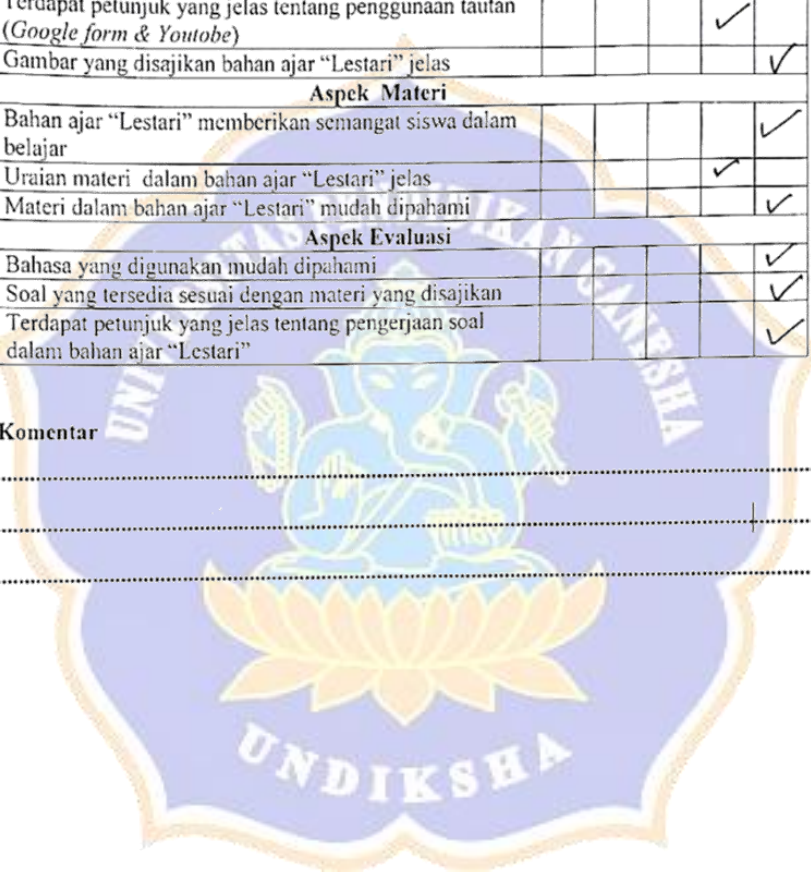 Terdapat petunjuk yang jelas tentang penggunaan tautan
(Google form & Youtobe)
Gambar yang disajikan bahan ajar “Lestari” jelas
Aspek Materi
Bahan ajar “Lestari” memberikan semangat siswa dalam
belajar
Uraian materi dalam bahan ajar “Lestari” jelas
Materi dalam bahan ajar “Lestari” mudah dipahami
Aspek Evaluasi
Bahasa yang digunakan mudah dipahami
Soal yang tersedia sesuai dengan materi yang disajikan
Terdapat petunjuk yang jelas tentang pengerjaan soal
dalam bahan ajar “Lestari”
Komentar
UNIVERSITAS PENDIDIKAN GANESHA
UNDIKSHA